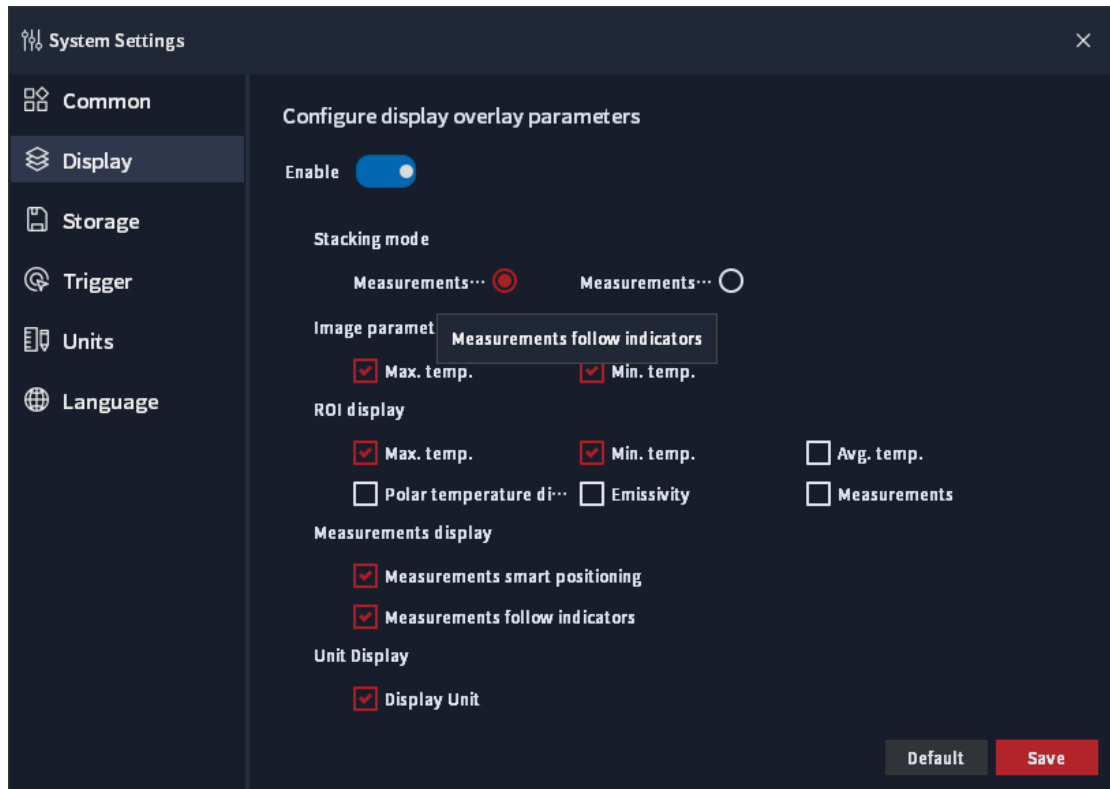 System Settings
Common
Display
Storage
Trigger
Units
Language
Configure display overlay parameters
Enable
Stacking mode
Measurements··· Measurements···
Image paramet
Measurements follow indicators
Max. temp. Min. temp.
ROI display
Max. temp. Min. temp. Avg. temp.
Polar temperature di··· Emissivity Measurements
Measurements display
Measurements smart positioning
Measurements follow indicators
Unit Display
Display Unit
Default Save